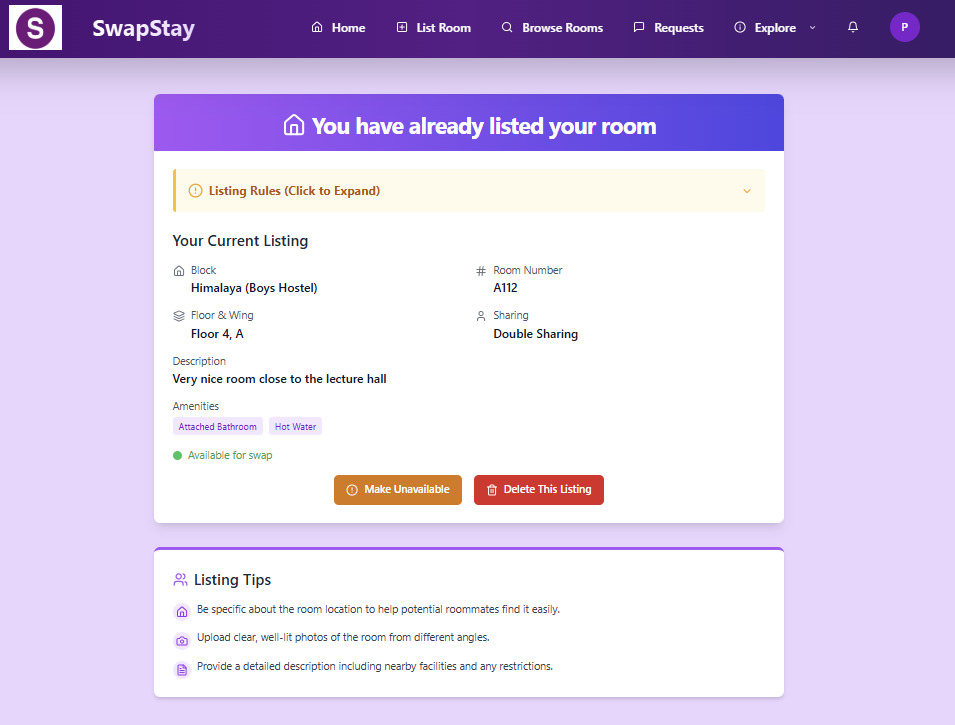 S
SwapStay
Home
List Room
Browse Rooms
Requests
Explore
P
You have already listed your room
Listing Rules (Click to Expand)
Your Current Listing
Block
Himalaya (Boys Hostel)
Room Number
A112
Floor & Wing
Floor 4, A
Sharing
Double Sharing
Description
Very nice room close to the lecture hall
Amenities
Attached Bathroom
Hot Water
Available for swap
Make Unavailable
Delete This Listing
Listing Tips
Be specific about the room location to help potential roommates find it easily.
Upload clear, well-lit photos of the room from different angles.
Provide a detailed description including nearby facilities and any restrictions.